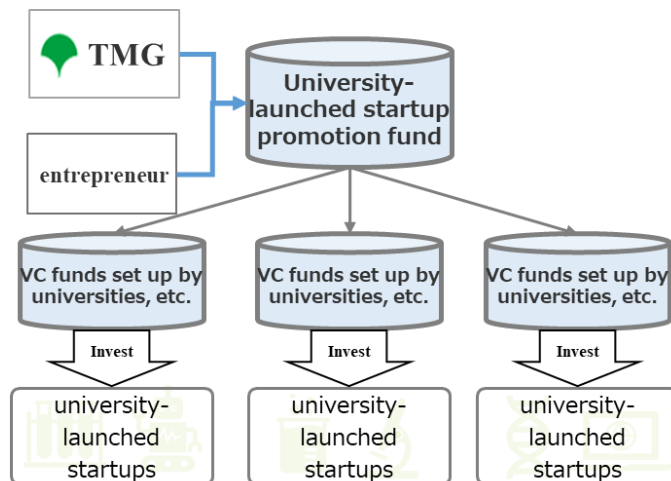 TMG
University-
launched startup
promotion fund
entrepreneur
VC funds set up by
universities, etc.
VC funds set up by
universities, etc.
VC funds set up by
universities, etc.
Invest
Invest
Invest
university-
launched
startups
university-
launched
startups
university-
launched
startups